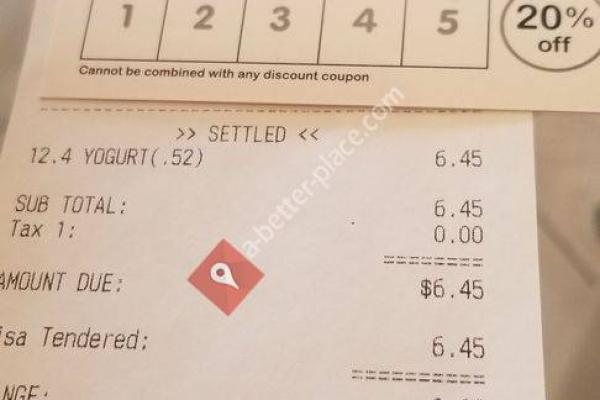 1 2 3 4 5
20%
off
Cannot be combined with any discount coupon
>> SETTLED <<
12.4 YOGURT(.52) 6.45
SUB TOTAL: 6.45
Tax 1: 0.00
AMOUNT DUE: $6.45
isa Tendered: 6.45
NGE:
a-better-place.com